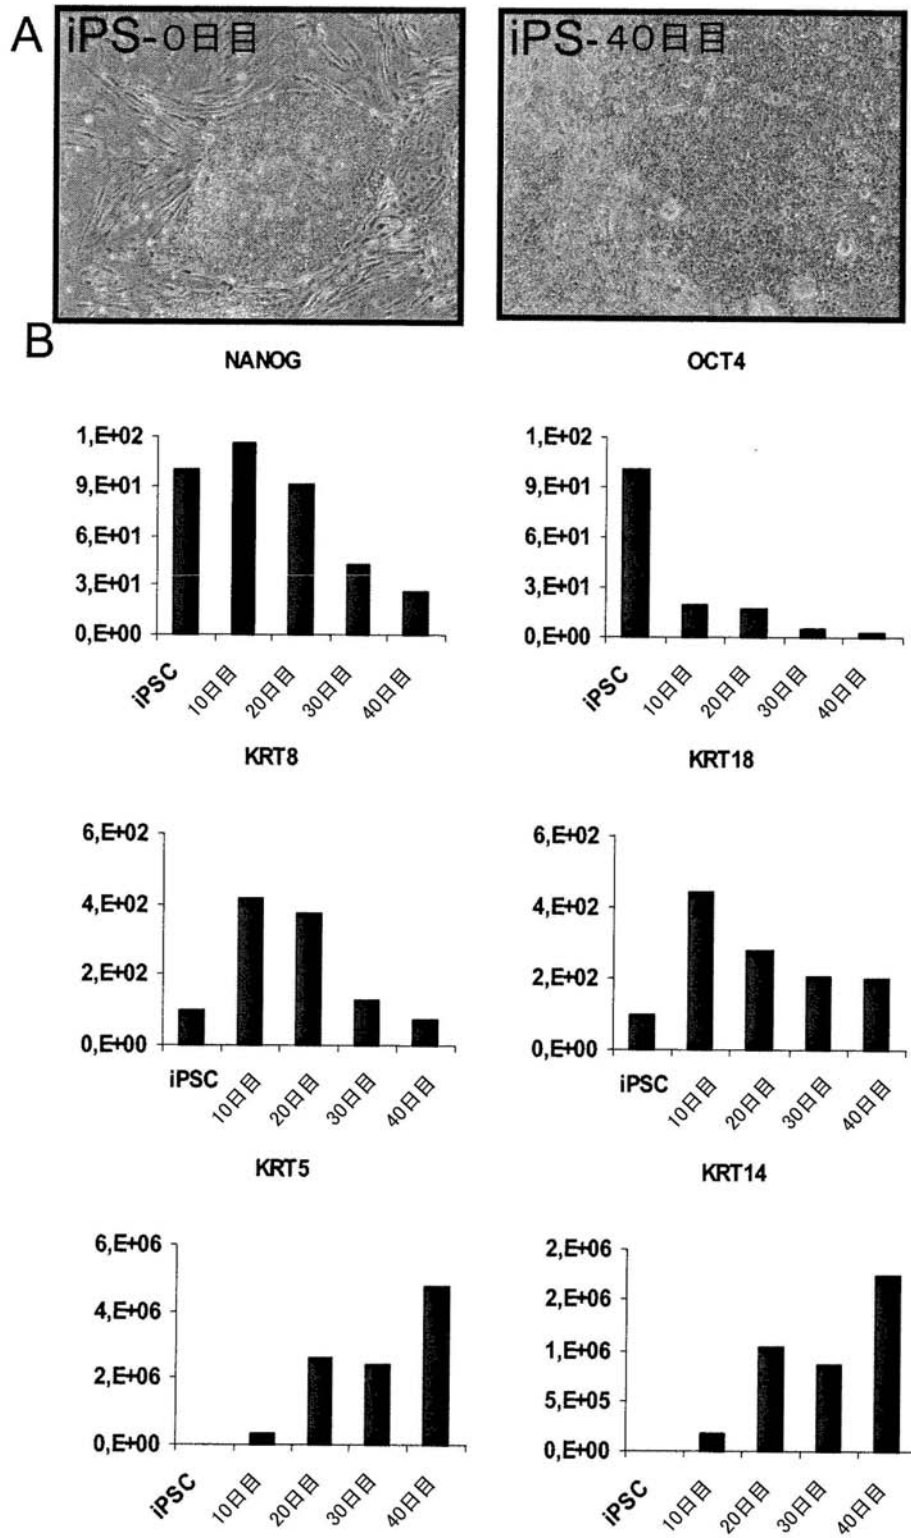 A
iPS-0日目
iPS-40日目
B
NANOG
OCT4
1,E+02
9,E+01
6,E+01
3,E+01
0,E+00
iPSC
10日目
20日目
30日目
40日目
1,E+02
9,E+01
6,E+01
3,E+01
0,E+00
iPSC
10日目
20日目
30日目
40日目
KRT8
KRT18
6,E+02
4,E+02
2,E+02
0,E+00
iPSC
10日目
20日目
30日目
40日目
6,E+02
4,E+02
2,E+02
0,E+00
iPSC
10日目
20日目
30日目
40日目
KRT5
KRT14
6,E+06
4,E+06
2,E+06
0,E+00
iPSC
10日目
20日目
30日目
40日目
2,E+06
2,E+06
1,E+06
5,E+05
0,E+00
iPSC
10日目
20日目
30日目
40日目